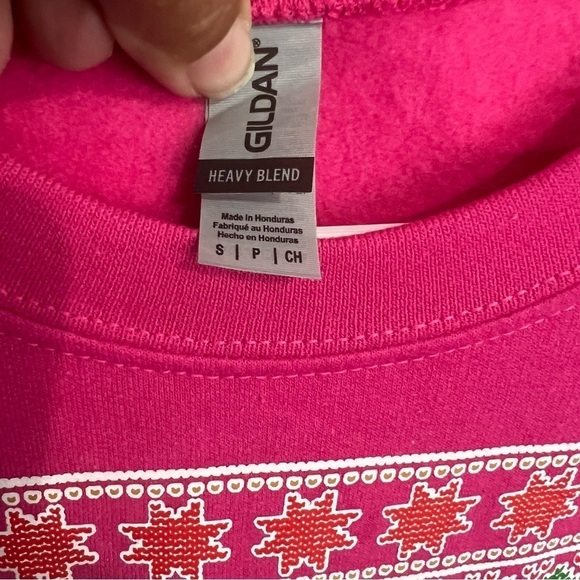 GILDAN®
HEAVY BLEND
Made in Honduras
Fabriqué au Honduras
Hecho en Honduras
S | P | CH